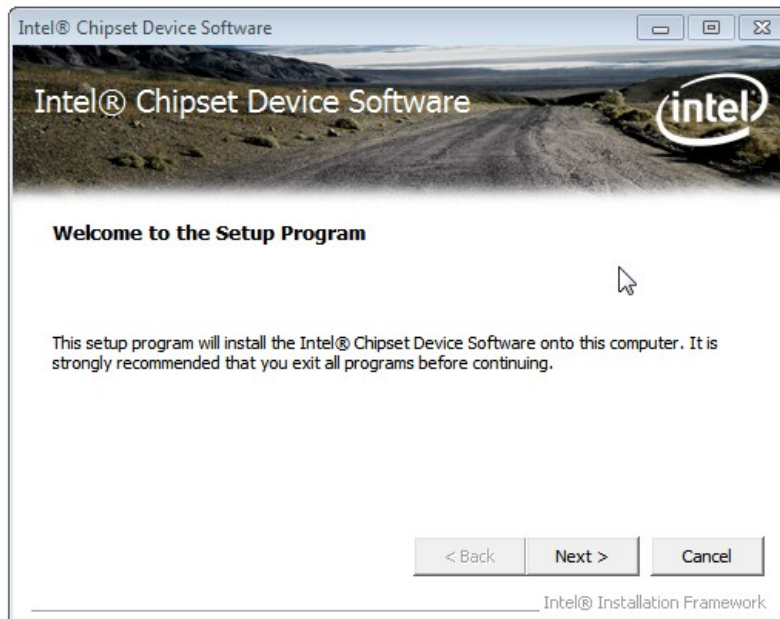 Intel® Chipset Device Software
Intel® Chipset Device Software
intel
Welcome to the Setup Program
This setup program will install the Intel® Chipset Device Software onto this computer. It is
strongly recommended that you exit all programs before continuing.
< Back Next > Cancel
Intel® Installation Framework